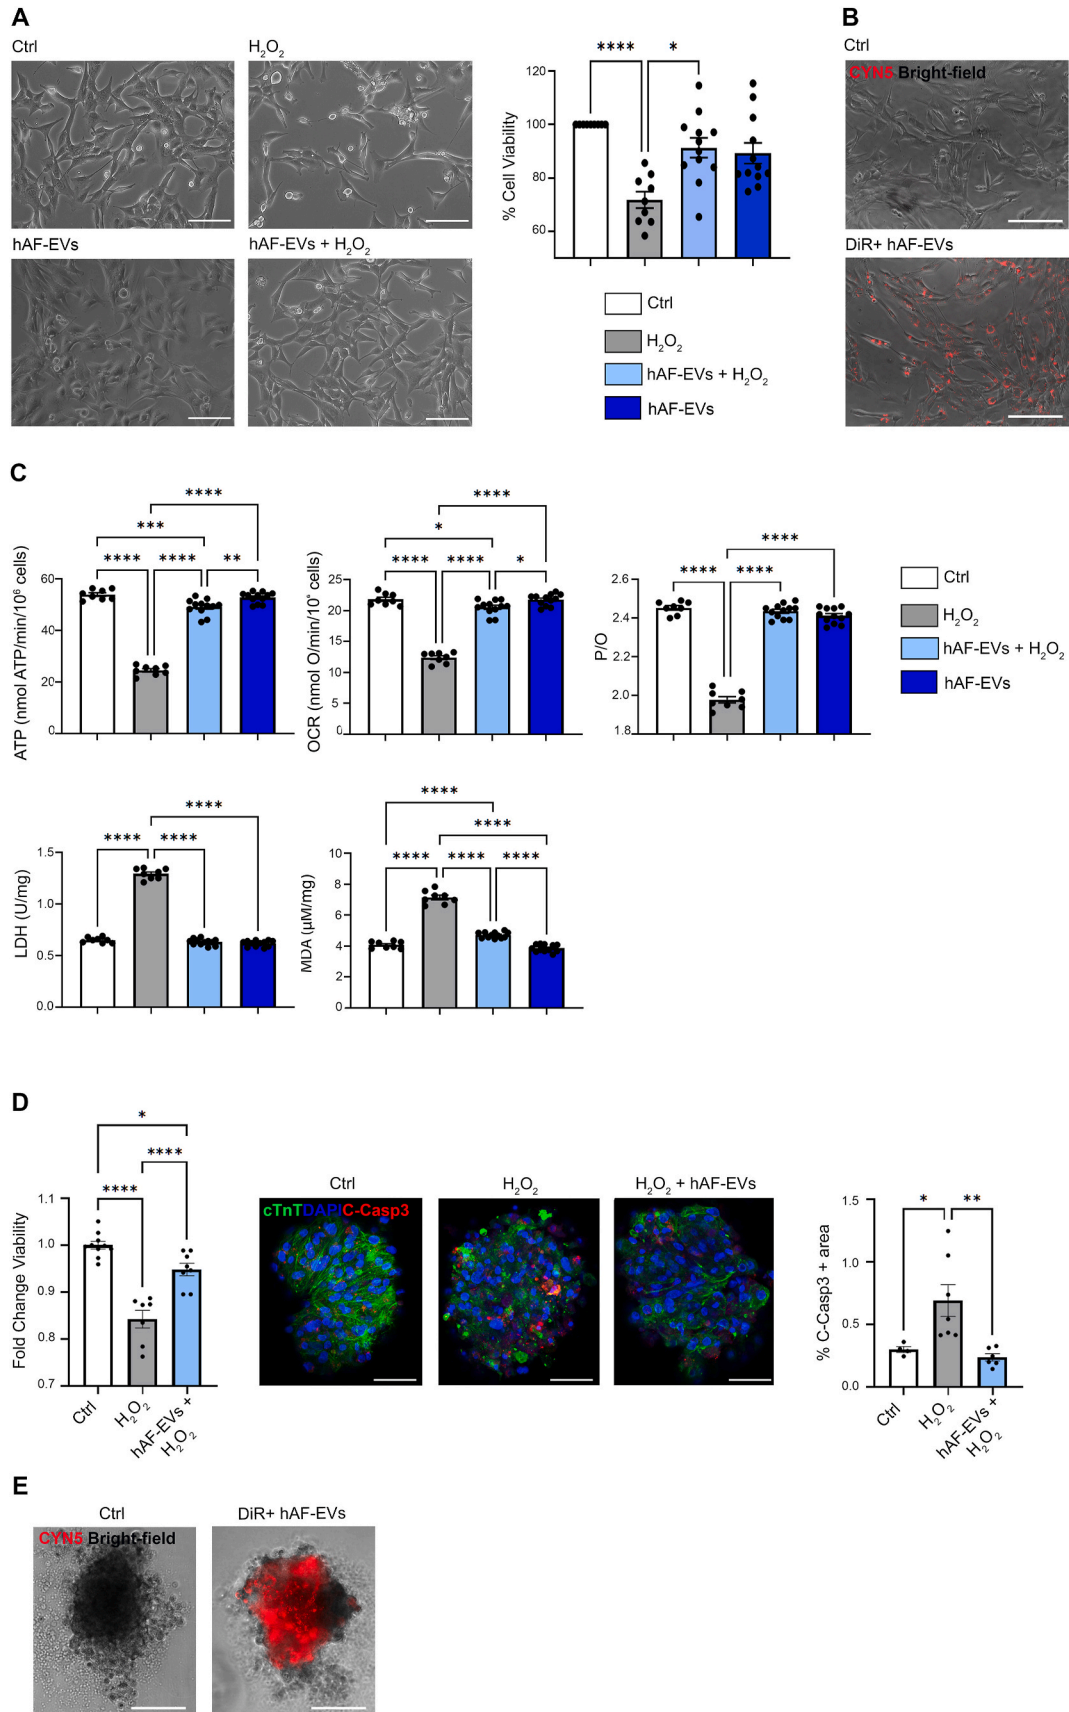 A
B
Ctrl
H₂O₂
Ctrl
CYN5 Bright-field
**** *
120
100
80
60
% Cell Viability
hAF-EVs
hAF-EVs + H₂O₂
DiR+ hAF-EVs
Ctrl
H₂O₂
hAF-EVs + H₂O₂
hAF-EVs
C
****
***
**** **** **
60
40
20
0
ATP (nmol ATP/min/10⁶ cells)
****
*
**** **** *
25
20
15
10
5
0
OCR (nmol O/min/10⁶ cells)
****
**** ****
2.6
2.4
2.2
2.0
1.8
P/O
Ctrl
H₂O₂
hAF-EVs + H₂O₂
hAF-EVs
****
**** ****
1.5
1.0
0.5
0.0
LDH (U/mg)
****
****
**** **** ****
10
8
6
4
2
0
MDA (µM/mg)
D
*
****
****
1.1
1.0
0.9
0.8
0.7
Fold Change Viability
Ctrl
H₂O₂
hAF-EVs +
H₂O₂
Ctrl
H₂O₂
H₂O₂ + hAF-EVs
cTnTDAPIC-Casp3
* **
1.5
1.0
0.5
0.0
% C-Casp3 + area
Ctrl
H₂O₂
hAF-EVs +
H₂O₂
E
Ctrl
DiR+ hAF-EVs
CYN5 Bright-field